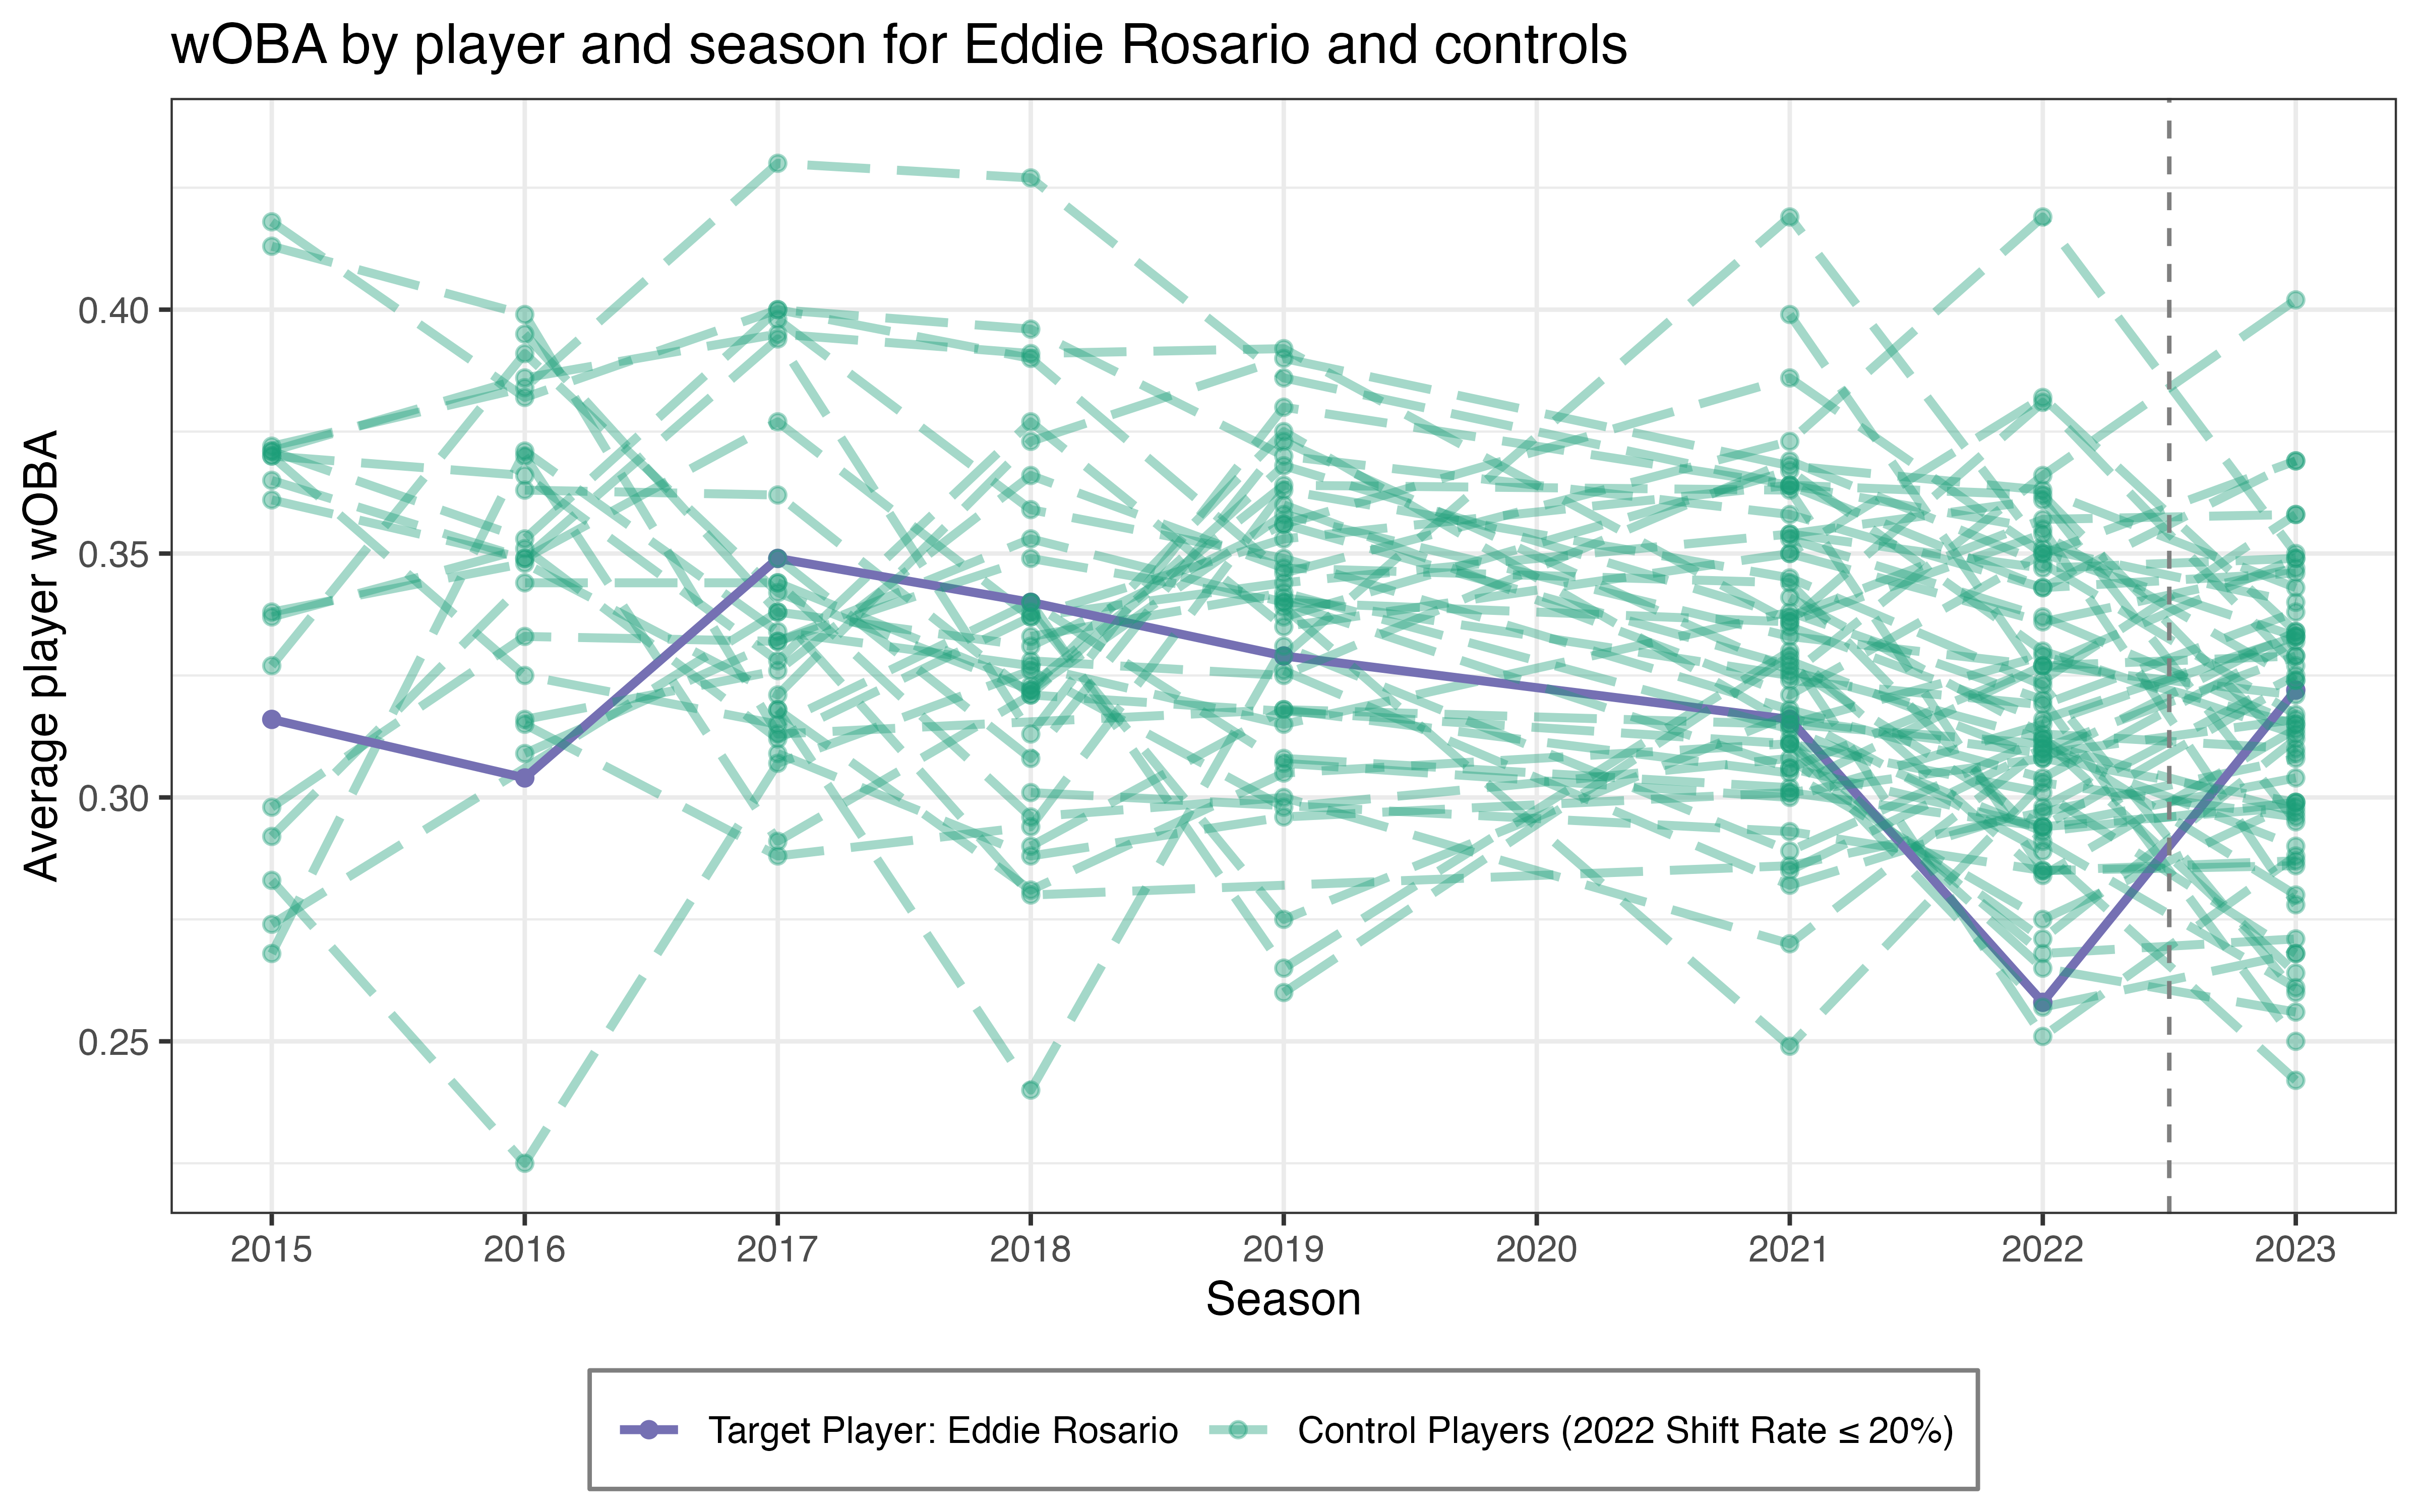 wOBA by player and season for Eddie Rosario and controls
Average player wOBA
0.40
0.35
0.30
0.25
2015 2016 2017 2018 2019 2020 2021 2022 2023
Season
Target Player: Eddie Rosario Control Players (2022 Shift Rate ≤ 20%)